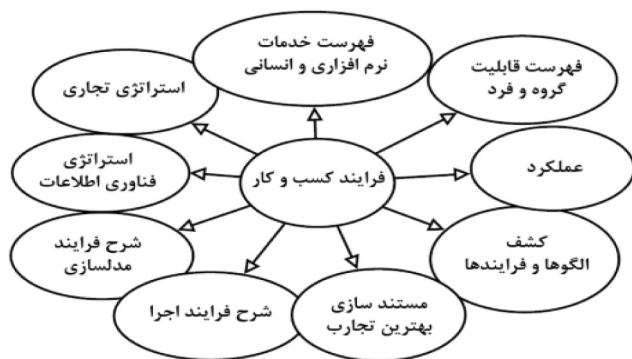 فهرست خدمات
نرم افزاری و انسانی
فهرست قابلیت
گروه و فرد
استراتژی تجاری
عملکرد
استراتژی
فناوری اطلاعات
فرایند کسب و کار
کشف
الگوها و فرایندها
شرح فرایند
مدلسازی
مستند سازی
بهترین تجارب
شرح فرایند اجرا